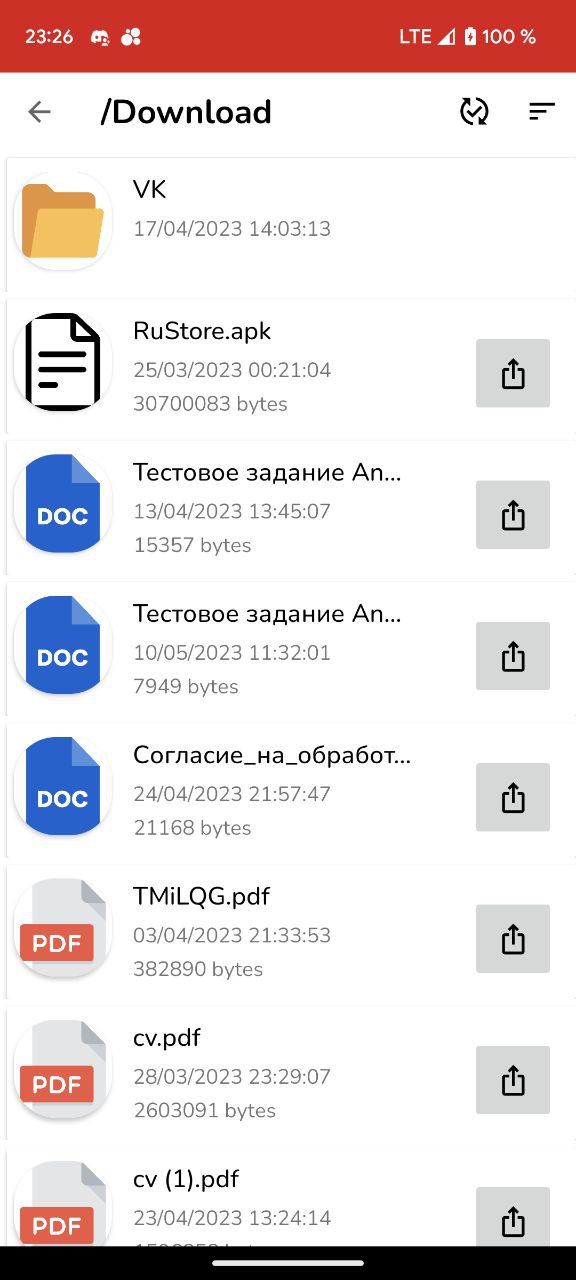 23:26
LTE 100 %
/Download
VK
17/04/2023 14:03:13
RuStore.apk
25/03/2023 00:21:04
30700083 bytes
Тестовое задание An...
DOC
13/04/2023 13:45:07
15357 bytes
Тестовое задание An...
DOC
10/05/2023 11:32:01
7949 bytes
Согласие_на_обработ...
DOC
24/04/2023 21:57:47
21168 bytes
TMiLQG.pdf
PDF
03/04/2023 21:33:53
382890 bytes
cv.pdf
PDF
28/03/2023 23:29:07
2603091 bytes
cv (1).pdf
PDF
23/04/2023 13:24:14